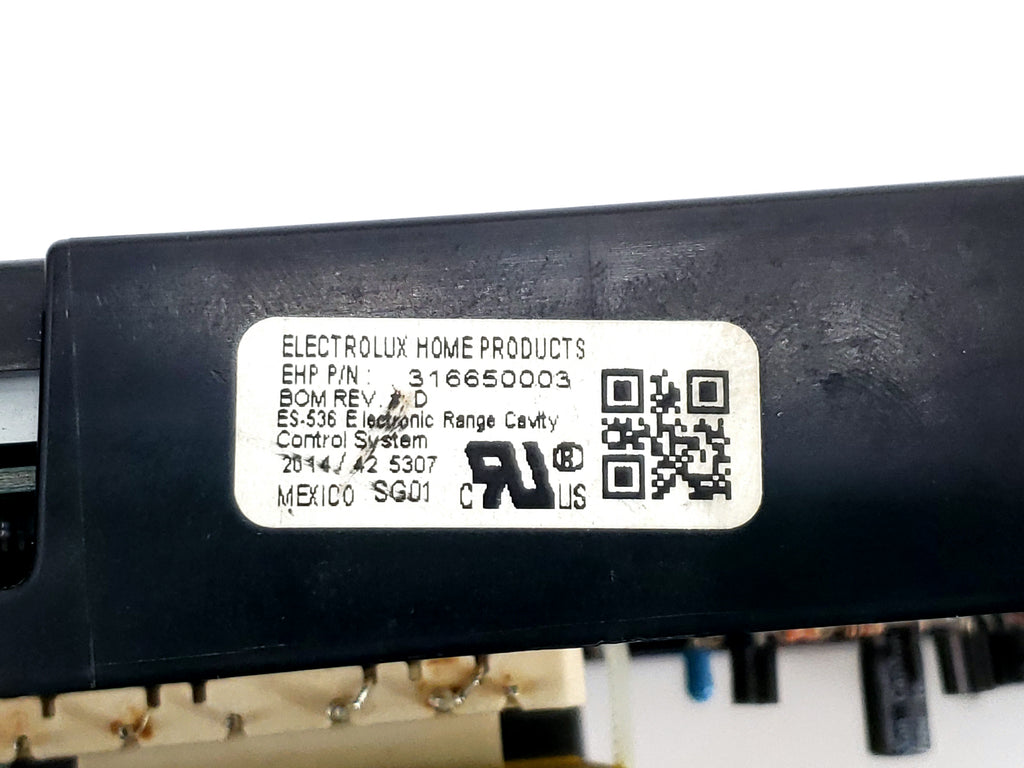 ELECTROLUX HOME PRODUCTS
EHP P/N : 316650003
BOM REV. D
ES-536 Electronic Range Cavity
Control System
2014 / 42 5307
MEXICO SG01
C RU ® US